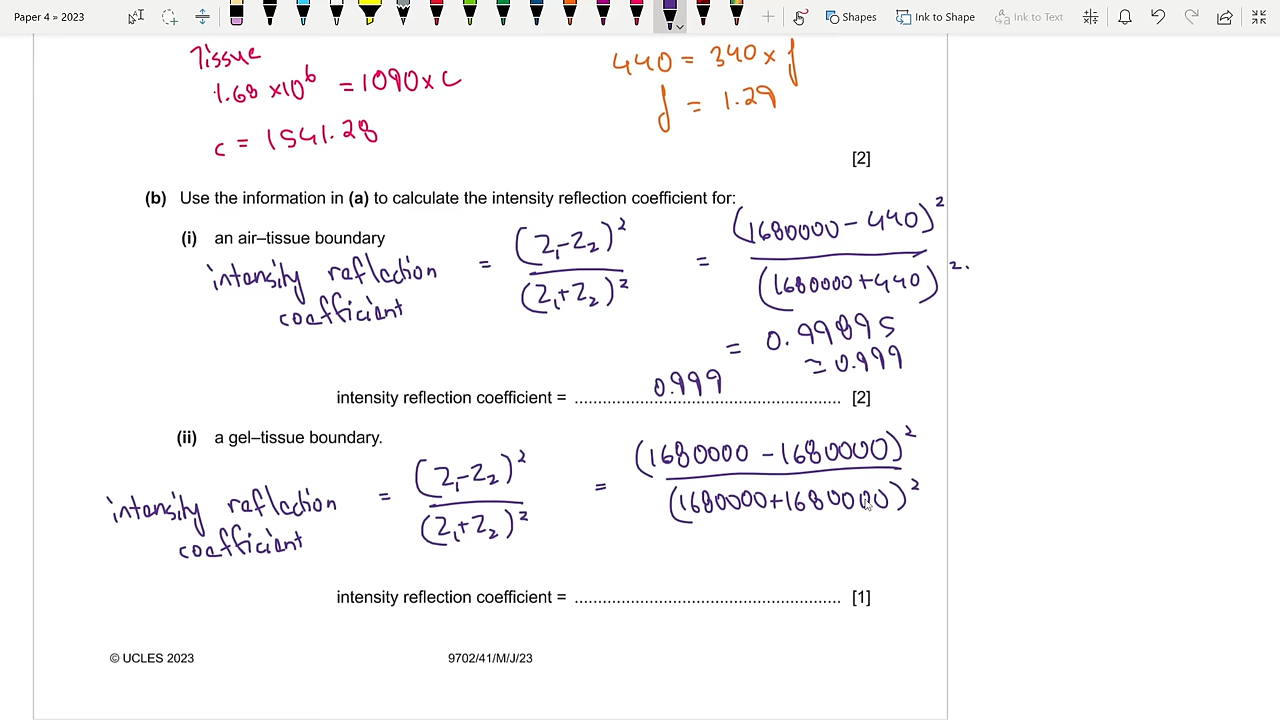 Paper 4 » 2023
Shapes
Ink to Shape
Ink to Text
Tissue
1.68 × 10⁶ = 1090 × c
c = 1541.28
440 = 340 × f
f = 1.29
[2]
(b) Use the information in (a) to calculate the intensity reflection coefficient for:
(i) an air–tissue boundary
intensity reflection coefficient = (Z₁-Z₂)² / (Z₁+Z₂)² = (1680000 - 440)² / (1680000+440)².
= 0.99895
≃ 0.999
intensity reflection coefficient = 0.999 [2]
(ii) a gel–tissue boundary.
intensity reflection coefficient = (Z₁-Z₂)² / (Z₁+Z₂)² = (1680000 - 1680000)² / (1680000+1680000)²
intensity reflection coefficient = ......................................................... [1]
© UCLES 2023
9702/41/M/J/23